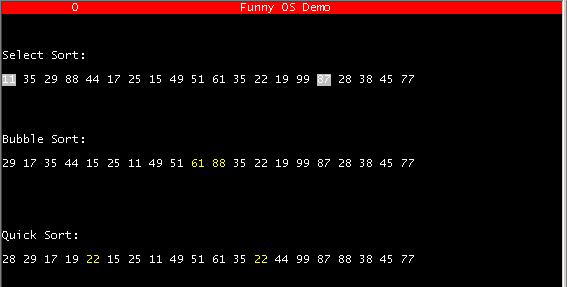 0 Funny OS Demo
Select Sort:
11 35 29 88 44 17 25 15 49 51 61 35 22 19 99 87 28 38 45 77
Bubble Sort:
29 17 35 44 15 25 11 49 51 61 88 35 22 19 99 87 28 38 45 77
Quick Sort:
28 29 17 19 22 15 25 11 49 51 61 35 22 44 99 87 88 38 45 77